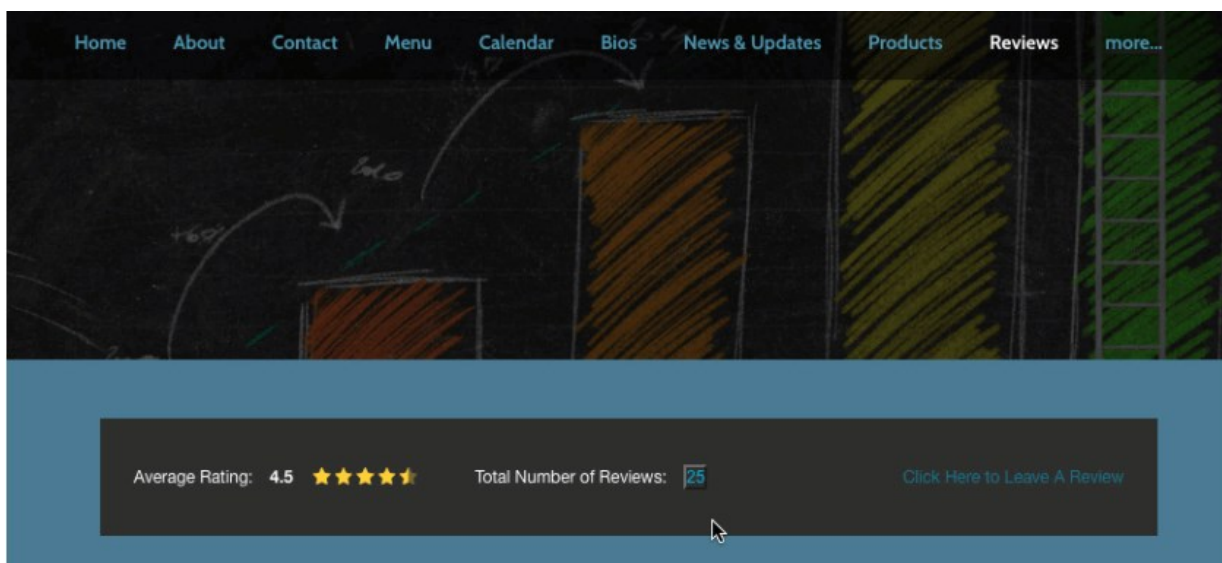 Home About Contact Menu Calendar Bios News & Updates Products Reviews more...
Average Rating: 4.5 Total Number of Reviews: 25 Click Here to Leave A Review